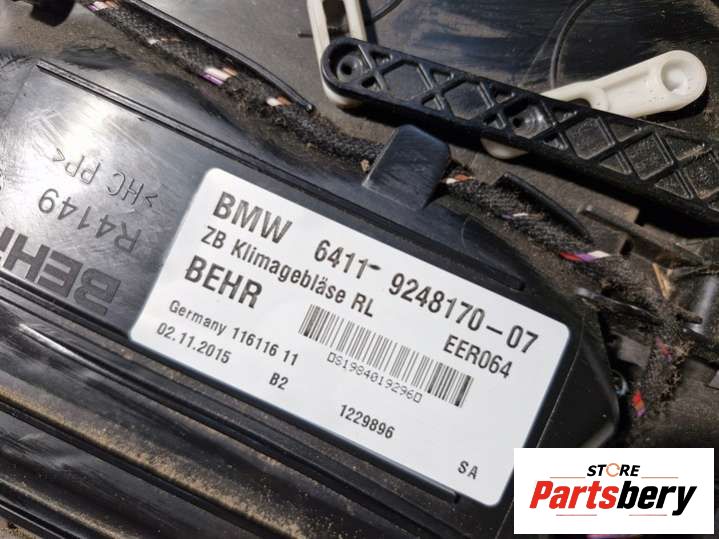 BEHR
R4149
>HC PP<
BMW 6411- 9248170-07
ZB Klimagebläse RL EER064
BEHR
Germany 116116 11
02.11.2015 B2
D81984019296D
1229896
SA
STORE
Partsbery